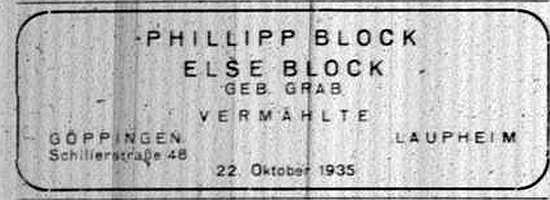 PHILLIPP BLOCK
ELSE BLOCK
GEB. GRAB
VERMÄHLTE
GÖPPINGEN LAUPHEIM
Schillerstraße 48
22. Oktober 1935